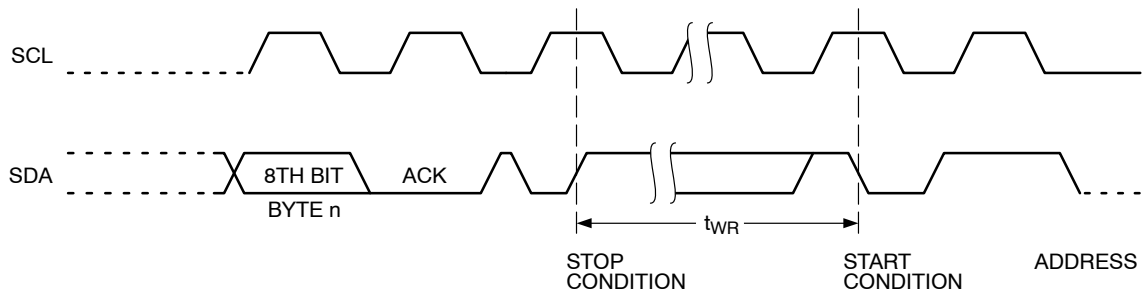 SCL
SDA
8TH BIT
ACK
BYTE n
tWR
STOP
CONDITION
START
CONDITION
ADDRESS